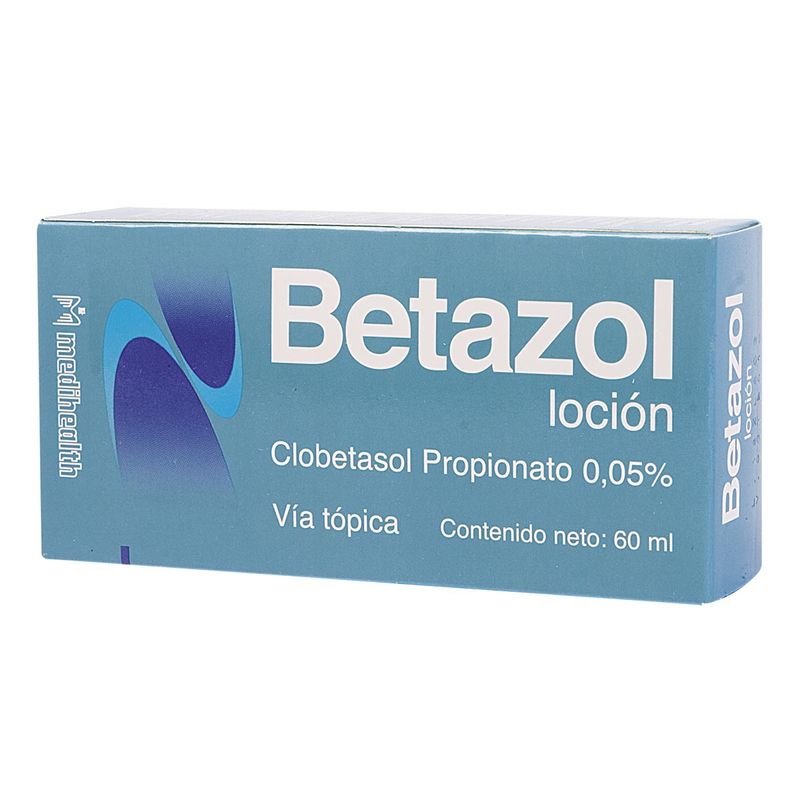 medihealth
Betazol
loción
Clobetasol Propionato 0,05%
Vía tópica
Contenido neto: 60 ml
Betazol
loción